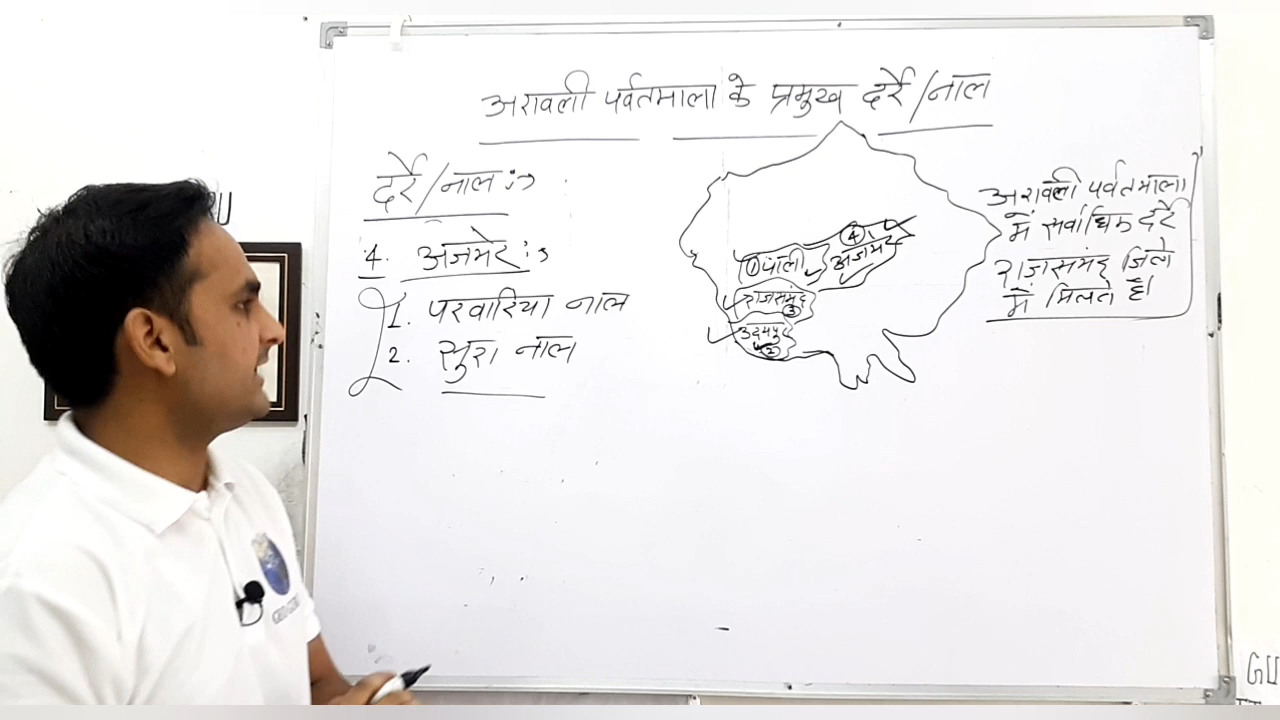 अरावली पर्वतमाला के प्रमुख दर्रे/नाल
दर्रे/नाल :->
4. अजमेर :->
1. परवारिया नाल
2. सुरा नाल
④
अजमेर
① पाली
राजसमंद
③
उदयपुर
②
अरावली पर्वतमाला
में सर्वाधिक दर्रे
राजसमंद जिले
में मिलते है।
GU